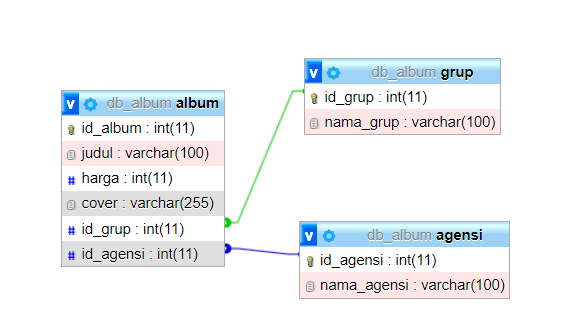 v db_album album
id_album : int(11)
judul : varchar(100)
# harga : int(11)
cover : varchar(255)
# id_grup : int(11)
# id_agensi : int(11)
v db_album grup
id_grup : int(11)
nama_grup : varchar(100)
v db_album agensi
id_agensi : int(11)
nama_agensi : varchar(100)